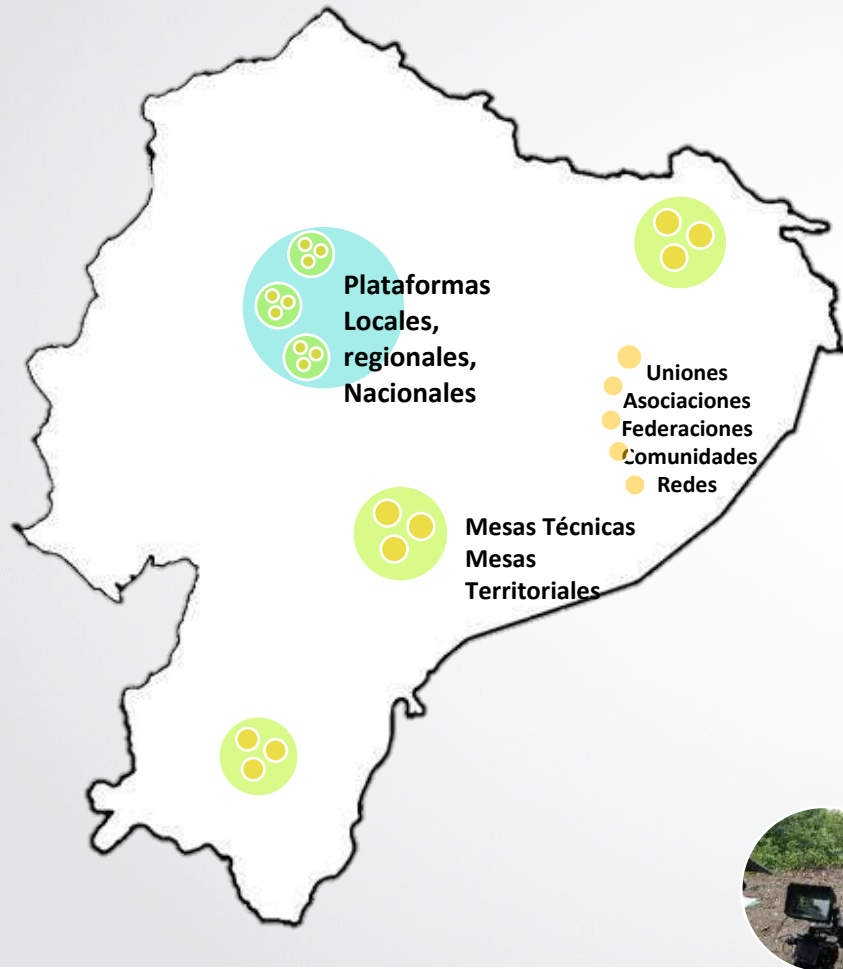 Plataformas
Locales,
regionales,
Nacionales
Uniones
Asociaciones
Federaciones
Comunidades
Redes
Mesas Técnicas
Mesas
Territoriales